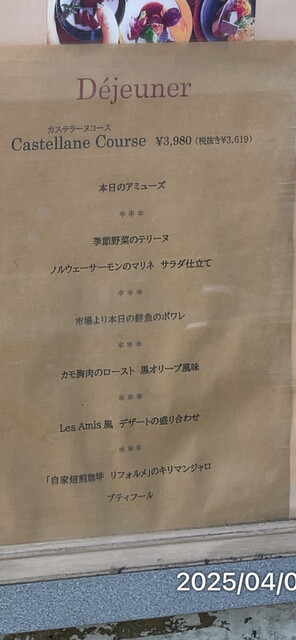 Déjeuner
カステラーヌコース
Castellane Course ¥3,980 (税抜き¥3,619)
本日のアミューズ
***
季節野菜のテリーヌ
ノルウェーサーモンのマリネ サラダ仕立て
***
市場より本日の鮮魚のポワレ
***
カモ胸肉のロースト 黒オリーブ風味
***
Les Amis 風 デザートの盛り合わせ
***
「自家焙煎珈琲 リフォルメ」のキリマンジャロ
プティフール
2025/04/0